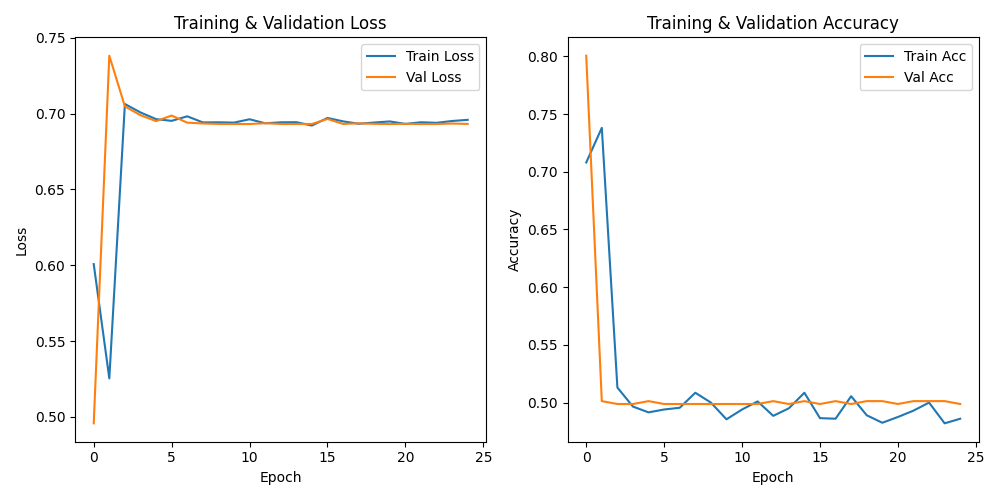 Training & Validation Loss
Train Loss
Val Loss
0.75
0.70
0.65
0.60
0.55
0.50
Loss
0
5
10
15
20
25
Epoch
Training & Validation Accuracy
Train Acc
Val Acc
0.80
0.75
0.70
0.65
0.60
0.55
0.50
Accuracy
0
5
10
15
20
25
Epoch